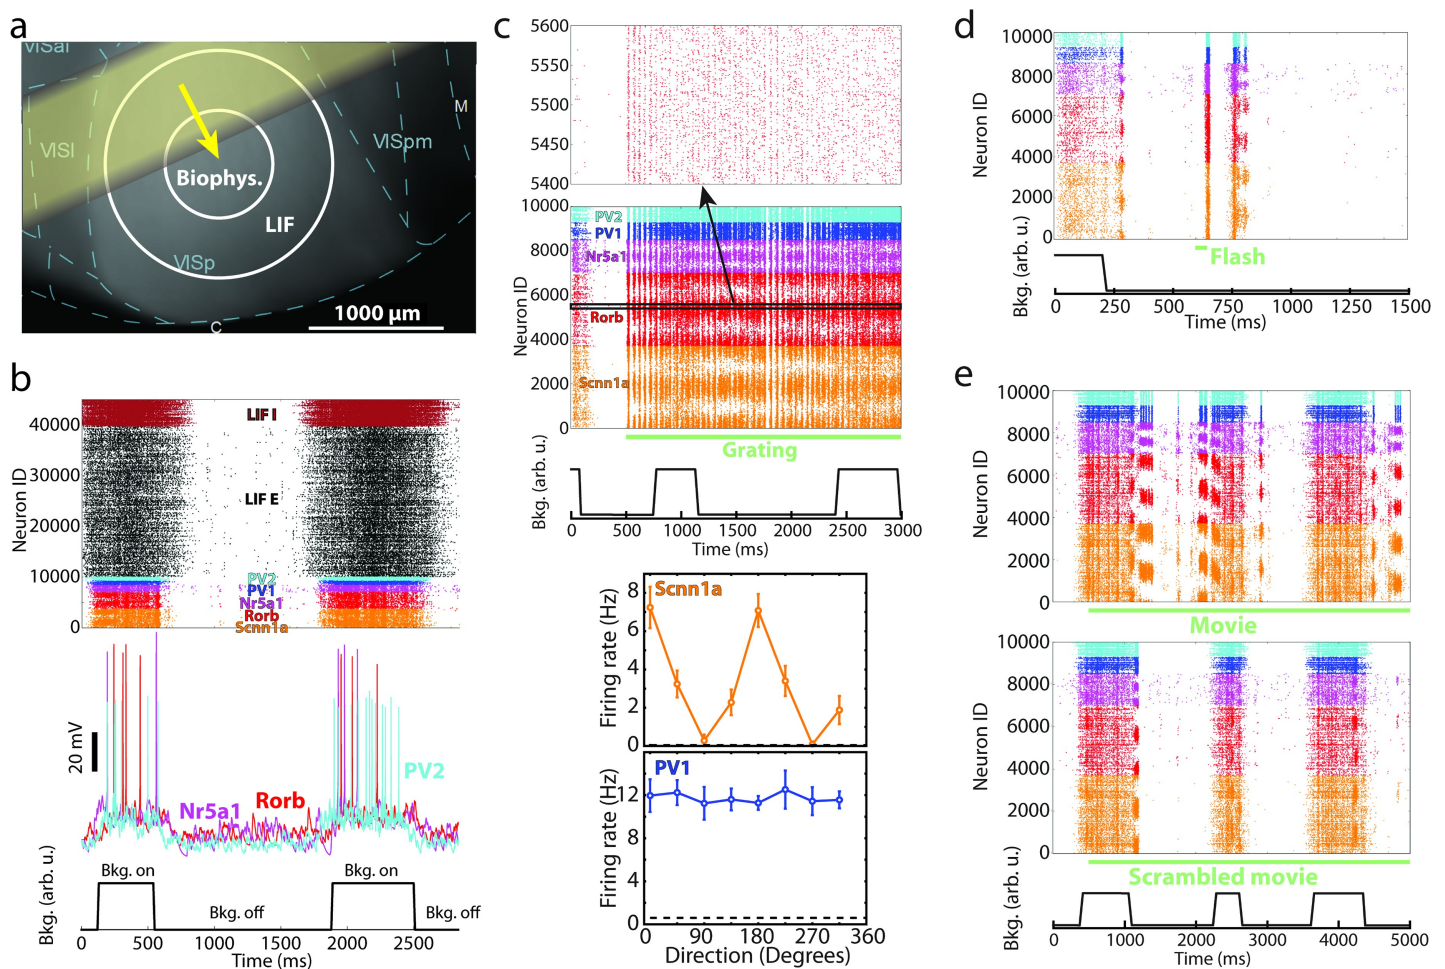 a
VISal
VISl
M
VISpm
Biophys.
LIF
VISp
1000 µm
C
b
Neuron ID
40000
30000
20000
10000
0
LIF I
LIF E
PV2
PV1
Nr5a1
Rorb
Scnn1a
20 mV
PV2
Nr5a1
Rorb
Bkg. (arb. u.)
Bkg. on
Bkg. on
Bkg. off
Bkg. off
0 500 1000 1500 2000 2500
Time (ms)
c
5600
5550
5500
5450
5400
Neuron ID
10000
8000
6000
4000
2000
0
PV2
PV1
Nr5a1
Rorb
Scnn1a
Grating
Bkg. (arb. u.)
0 500 1000 1500 2000 2500 3000
Time (ms)
Firing rate (Hz)
8
6
4
2
0
Scnn1a
Firing rate (Hz)
12
0
PV1
0 90 180 270 360
Direction (Degrees)
d
Neuron ID
10000
8000
6000
4000
2000
0
Flash
Bkg. (arb. u.)
0 250 500 750 1000 1250 1500
Time (ms)
e
Neuron ID
10000
8000
6000
4000
2000
0
Movie
Neuron ID
10000
8000
6000
4000
2000
0
Scrambled movie
Bkg. (arb. u.)
0 1000 2000 3000 4000 5000
Time (ms)